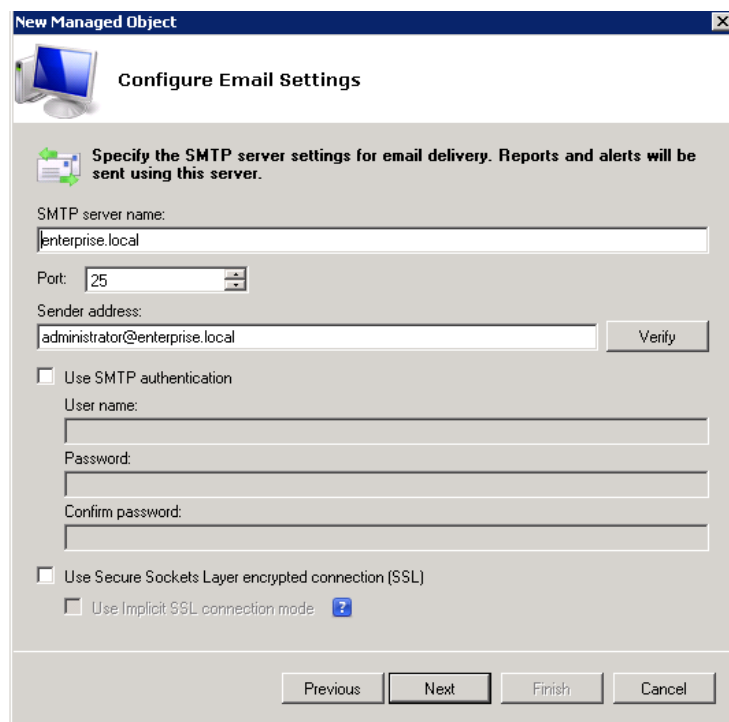 New Managed Object
Configure Email Settings
Specify the SMTP server settings for email delivery. Reports and alerts will be
sent using this server.
SMTP server name:
enterprise.local
Port: 25
Sender address:
administrator@enterprise.local Verify
Use SMTP authentication
User name:
Password:
Confirm password:
Use Secure Sockets Layer encrypted connection (SSL)
Use Implicit SSL connection mode ?
Previous Next Finish Cancel